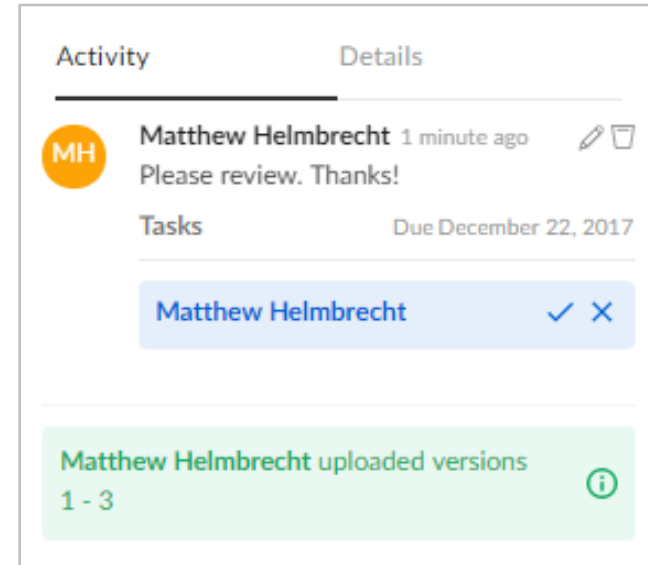 Activity Details
MH
Matthew Helmbrecht 1 minute ago
Please review. Thanks!
Tasks Due December 22, 2017
Matthew Helmbrecht
Matthew Helmbrecht uploaded versions
1 - 3